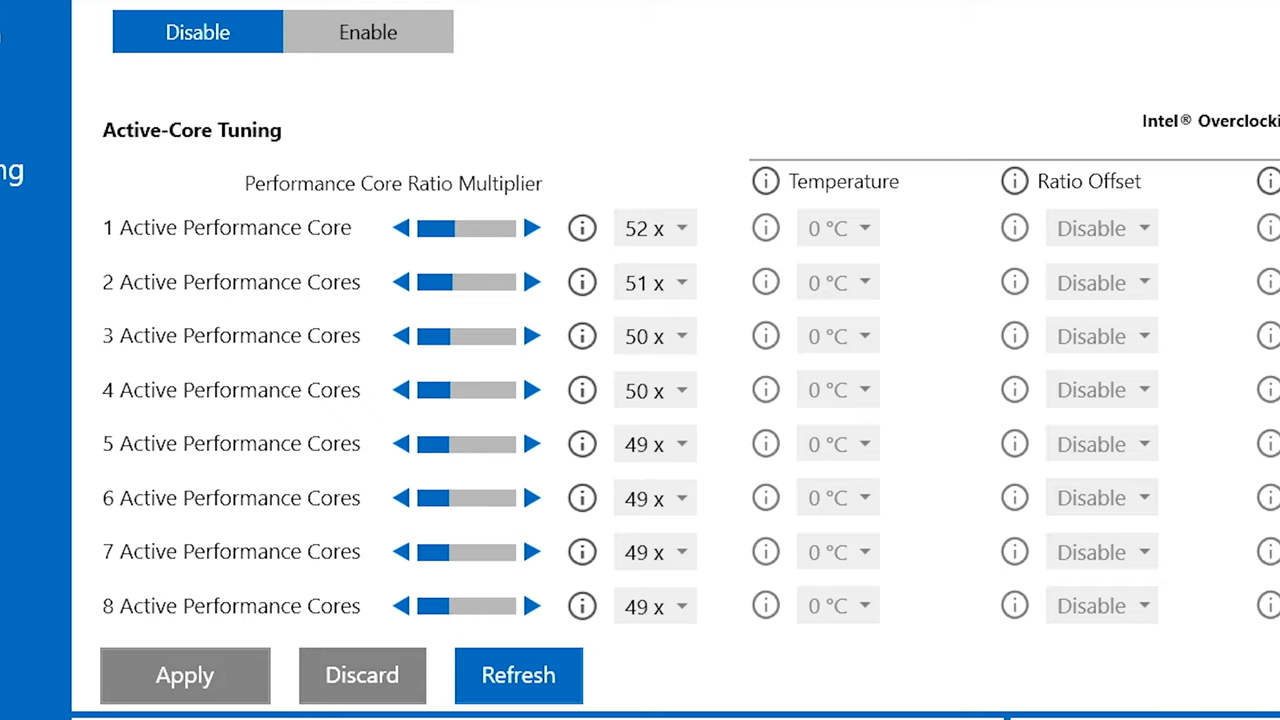 Disable Enable
Active-Core Tuning
Intel® Overclocki
Performance Core Ratio Multiplier Temperature Ratio Offset
1 Active Performance Core 52 x 0 °C Disable
2 Active Performance Cores 51 x 0 °C Disable
3 Active Performance Cores 50 x 0 °C Disable
4 Active Performance Cores 50 x 0 °C Disable
5 Active Performance Cores 49 x 0 °C Disable
6 Active Performance Cores 49 x 0 °C Disable
7 Active Performance Cores 49 x 0 °C Disable
8 Active Performance Cores 49 x 0 °C Disable
Apply Discard Refresh
ng